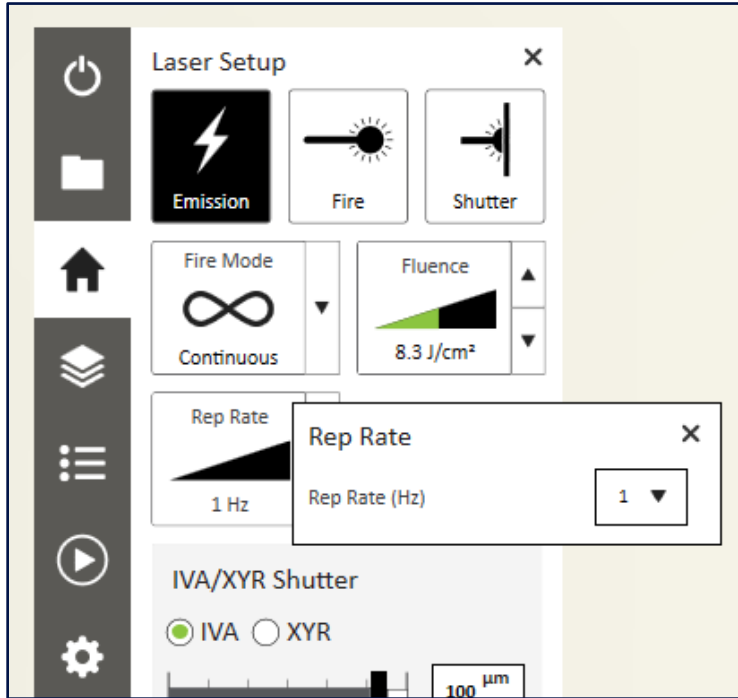 Laser Setup
Emission
Fire
Shutter
Fire Mode
Continuous
Fluence
8.3 J/cm²
Rep Rate
1 Hz
Rep Rate
Rep Rate (Hz)
1
IVA/XYR Shutter
IVA
XYR
100 µm